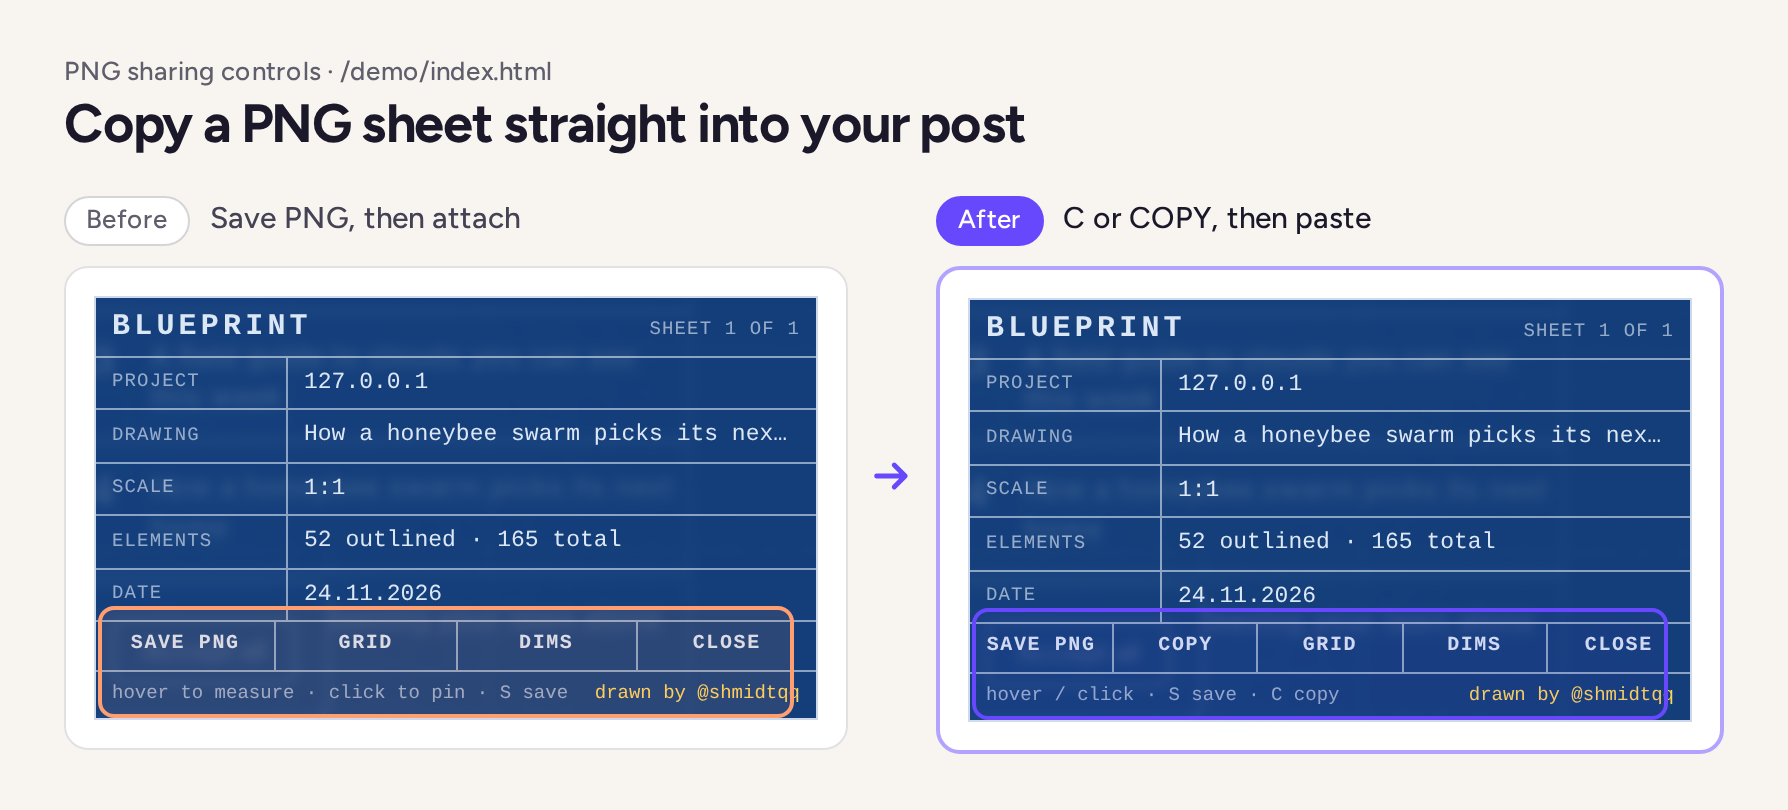 PNG sharing controls · /demo/index.html
Copy a PNG sheet straight into your post
Before Save PNG, then attach
BLUEPRINT SHEET 1 OF 1
PROJECT 127.0.0.1
DRAWING How a honeybee swarm picks its nex…
SCALE 1:1
ELEMENTS 52 outlined · 165 total
DATE 24.11.2026
SAVE PNG GRID DIMS CLOSE
hover to measure · click to pin · S save drawn by @shmidtqq
After C or COPY, then paste
BLUEPRINT SHEET 1 OF 1
PROJECT 127.0.0.1
DRAWING How a honeybee swarm picks its nex…
SCALE 1:1
ELEMENTS 52 outlined · 165 total
DATE 24.11.2026
SAVE PNG COPY GRID DIMS CLOSE
hover / click · S save · C copy drawn by @shmidtqq